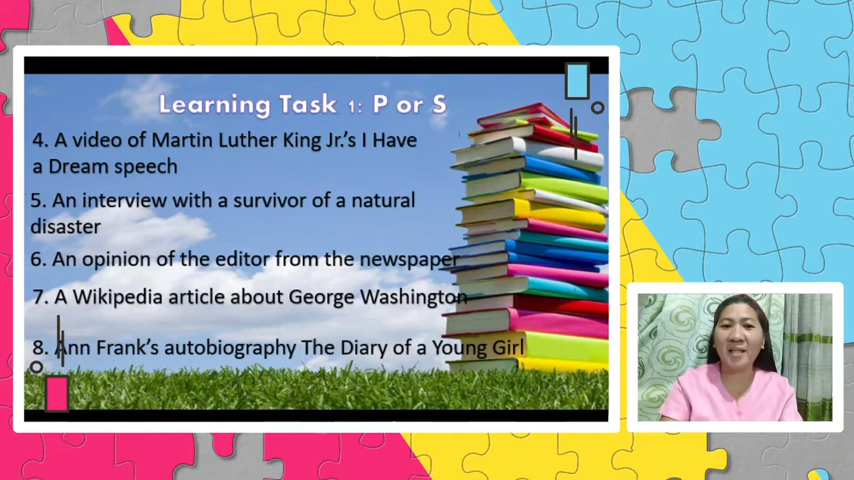 Learning Task 1: P or S
4. A video of Martin Luther King Jr.'s I Have
a Dream speech
5. An interview with a survivor of a natural
disaster
6. An opinion of the editor from the newspaper
7. A Wikipedia article about George Washington
8. Ann Frank's autobiography The Diary of a Young Girl